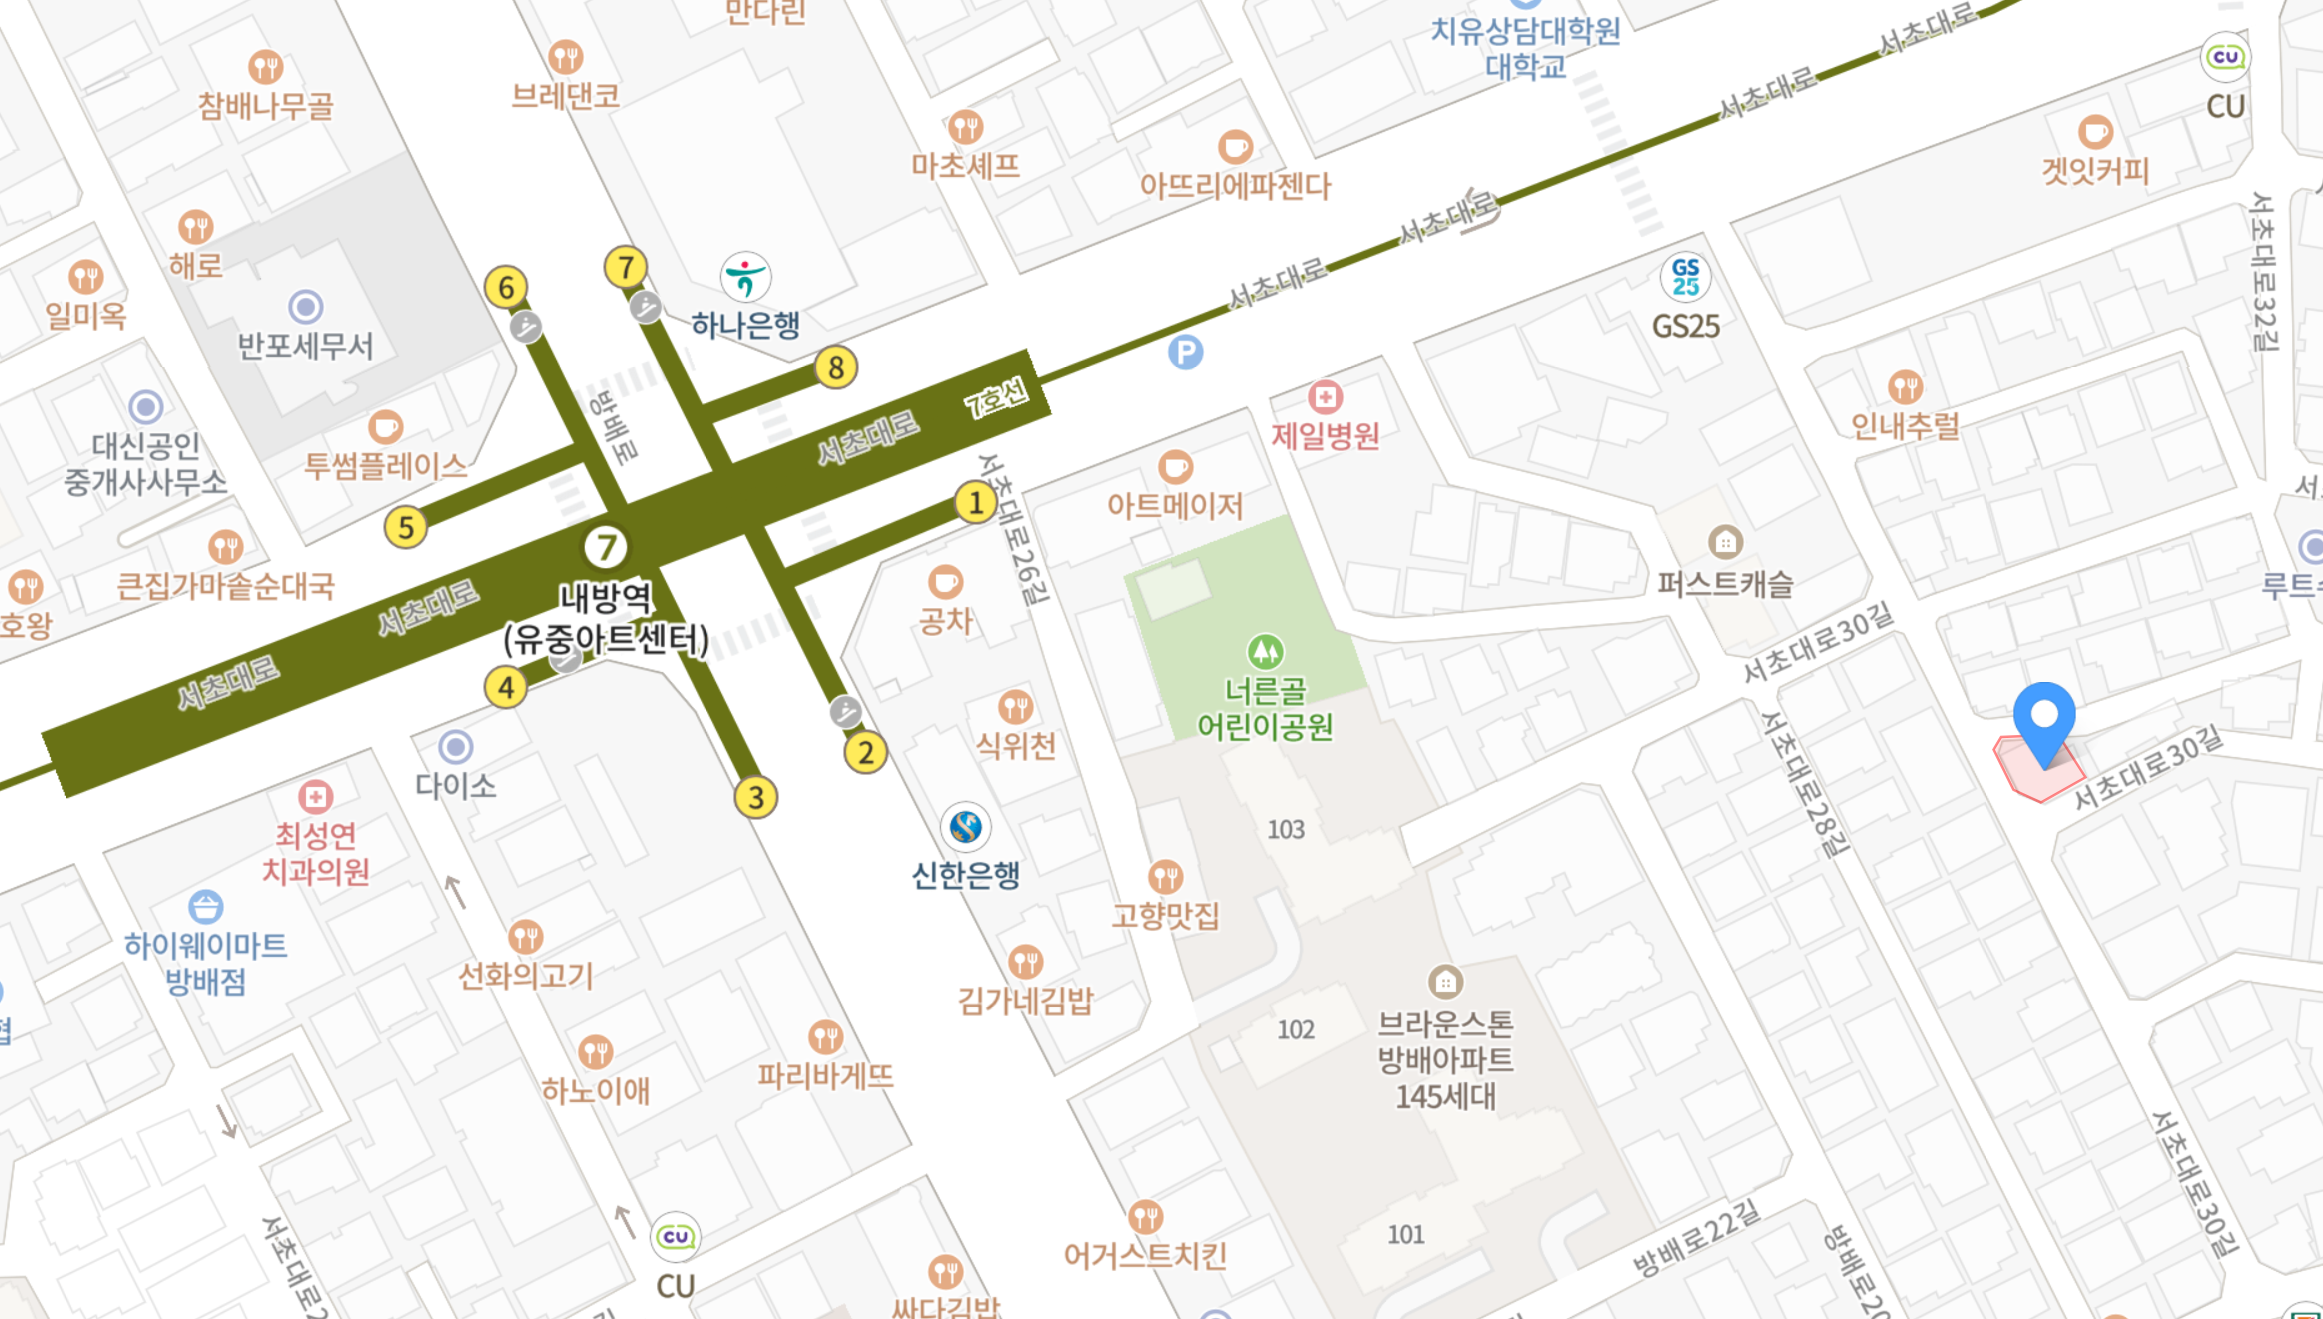 만다린
치유상담대학원
대학교
서초대로
CU
CU
참배나무골
브레댄코
서초대로
마초셰프
아뜨리에파젠다
겟잇커피
해로
서초대로
서초대로32길
일미옥
반포세무서
6
7
하나은행
서초대로
GS
25
GS25
P
8
7호선
제일병원
인내추럴
방배로
서초대로
대신공인
중개사사무소
투썸플레이스
5
1
서초대로26길
아트메이저
7
내방역
(유중아트센터)
큰집가마솥순대국
호왕
서초대로
공차
퍼스트캐슬
서초대로30길
서초대로
4
너른골
어린이공원
식위천
2
3
다이소
서초대로28길
서초대로30길
최성연
치과의원
신한은행
103
고향맛집
하이웨이마트
방배점
선화의고기
김가네김밥
102
브라운스톤
방배아파트
145세대
하노이애
파리바게뜨
서초대로30길
101
방배로22길
어거스트치킨
CU
CU
싸다김밥